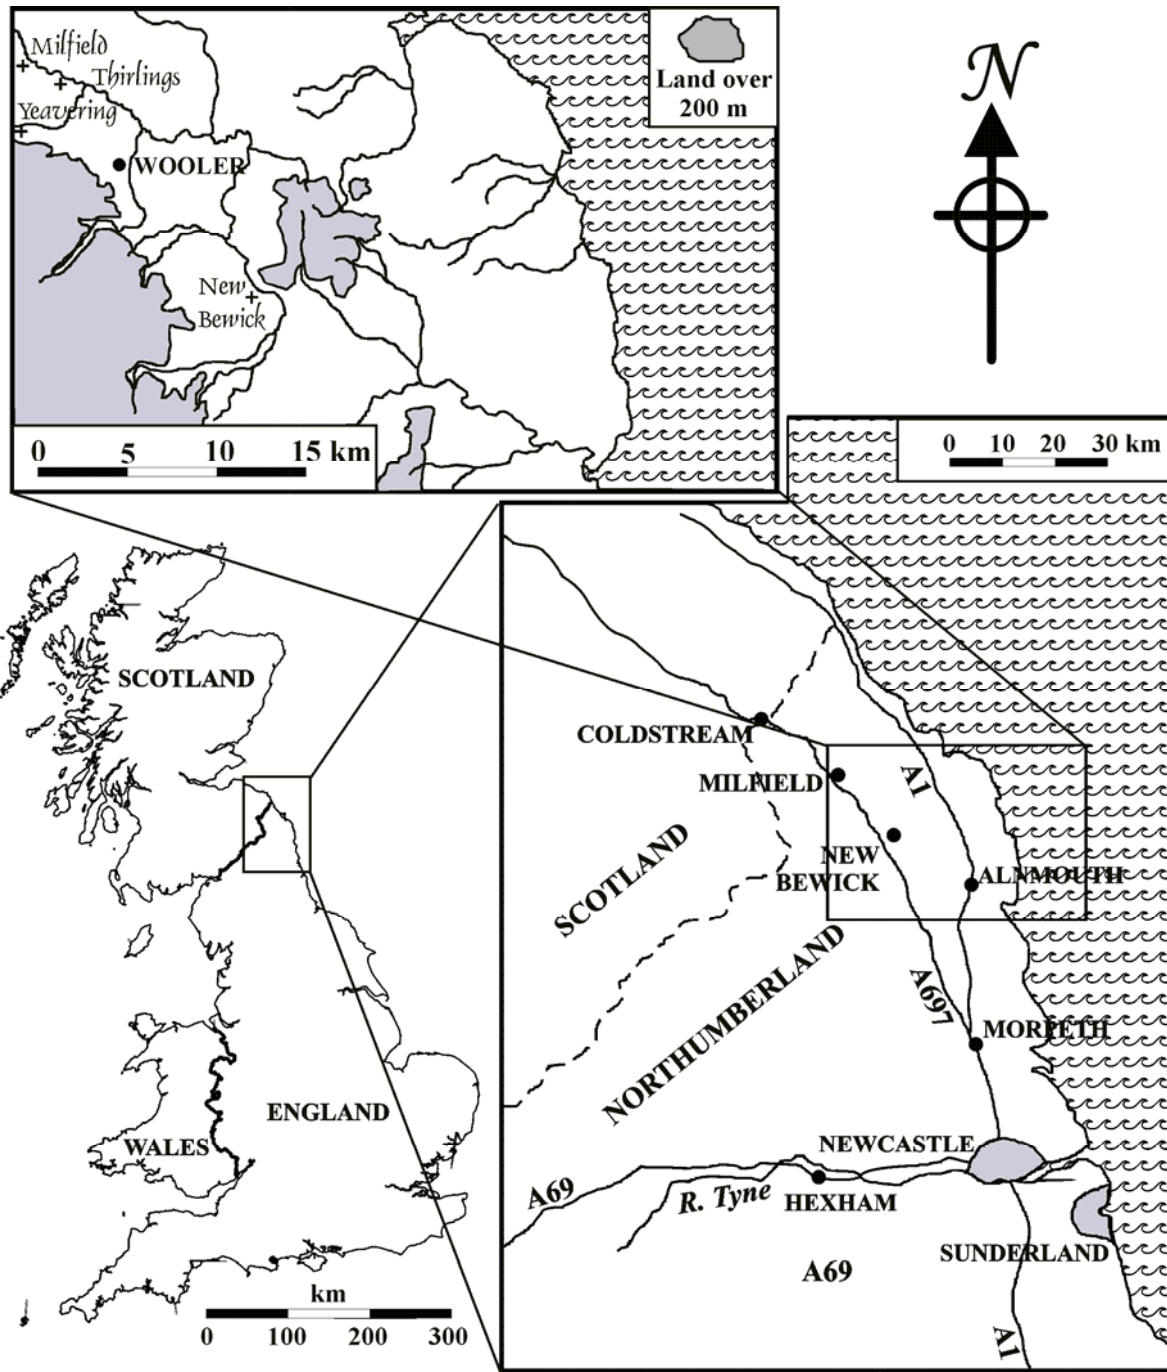 Milfield
Thirlings
Yeavering
WOOLER
New
Bewick
Land over
200 m
0 5 10 15 km
N
0 10 20 30 km
SCOTLAND
ENGLAND
WALES
km
0 100 200 300
COLDSTREAM
MILFIELD
A1
NEW
BEWICK
ALNMOUTH
SCOTLAND
NORTHUMBERLAND
A697
MORPETH
NEWCASTLE
A69
R. Tyne
HEXHAM
SUNDERLAND
A69
A1